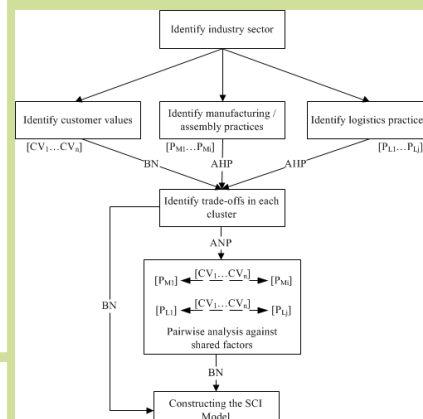 Identify industry sector
Identify customer values
Identify manufacturing /
assembly practices
Identify logistics practice
[CV1…CVn]
[PM1…PMi]
[PL1…PLj]
BN
AHP
AHP
Identify trade-offs in each
cluster
ANP
[PM1] [CV1…CVn] [PMi]
[PL1] [CV1…CVn] [PLj]
Pairwise analysis against
shared factors
BN
BN
Constructing the SCI
Model